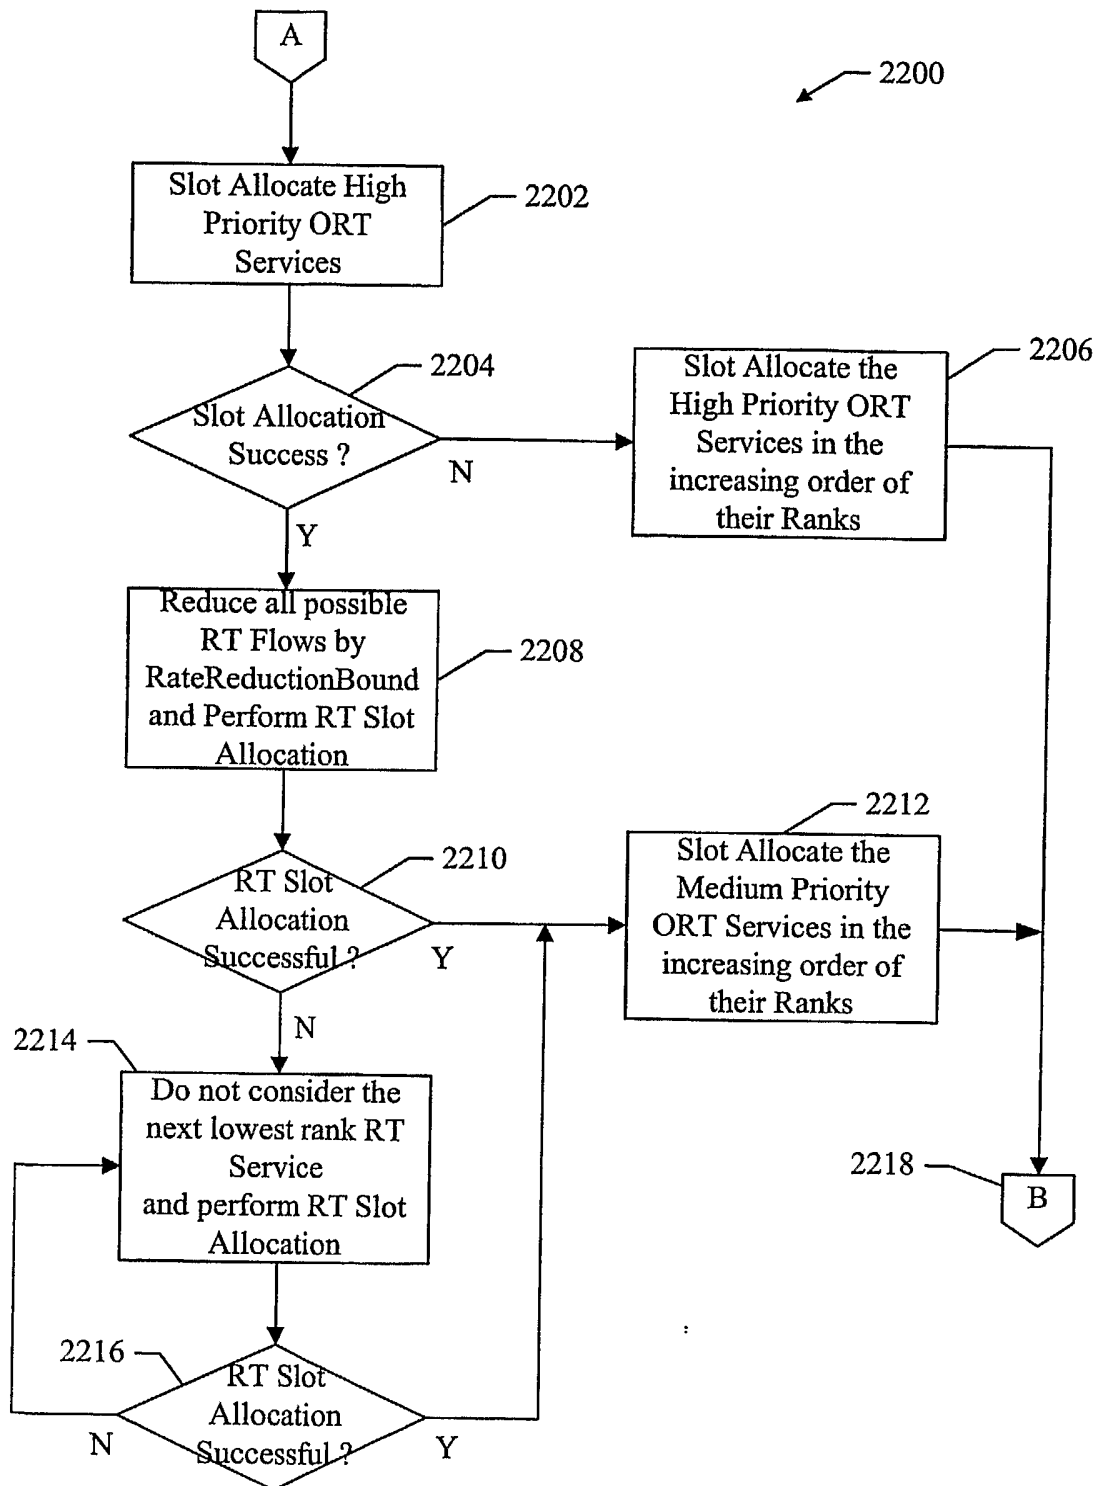 A
2200
Slot Allocate High
Priority ORT
Services
2202
2204
Slot Allocation
Success ?
N
Y
2206
Slot Allocate the
High Priority ORT
Services in the
increasing order of
their Ranks
Reduce all possible
RT Flows by
RateReductionBound
and Perform RT Slot
Allocation
2208
2210
RT Slot
Allocation
Successful ?
Y
N
2212
Slot Allocate the
Medium Priority
ORT Services in the
increasing order of
their Ranks
2214
Do not consider the
next lowest rank RT
Service
and perform RT Slot
Allocation
2218
B
2216
RT Slot
Allocation
Successful ?
N
Y